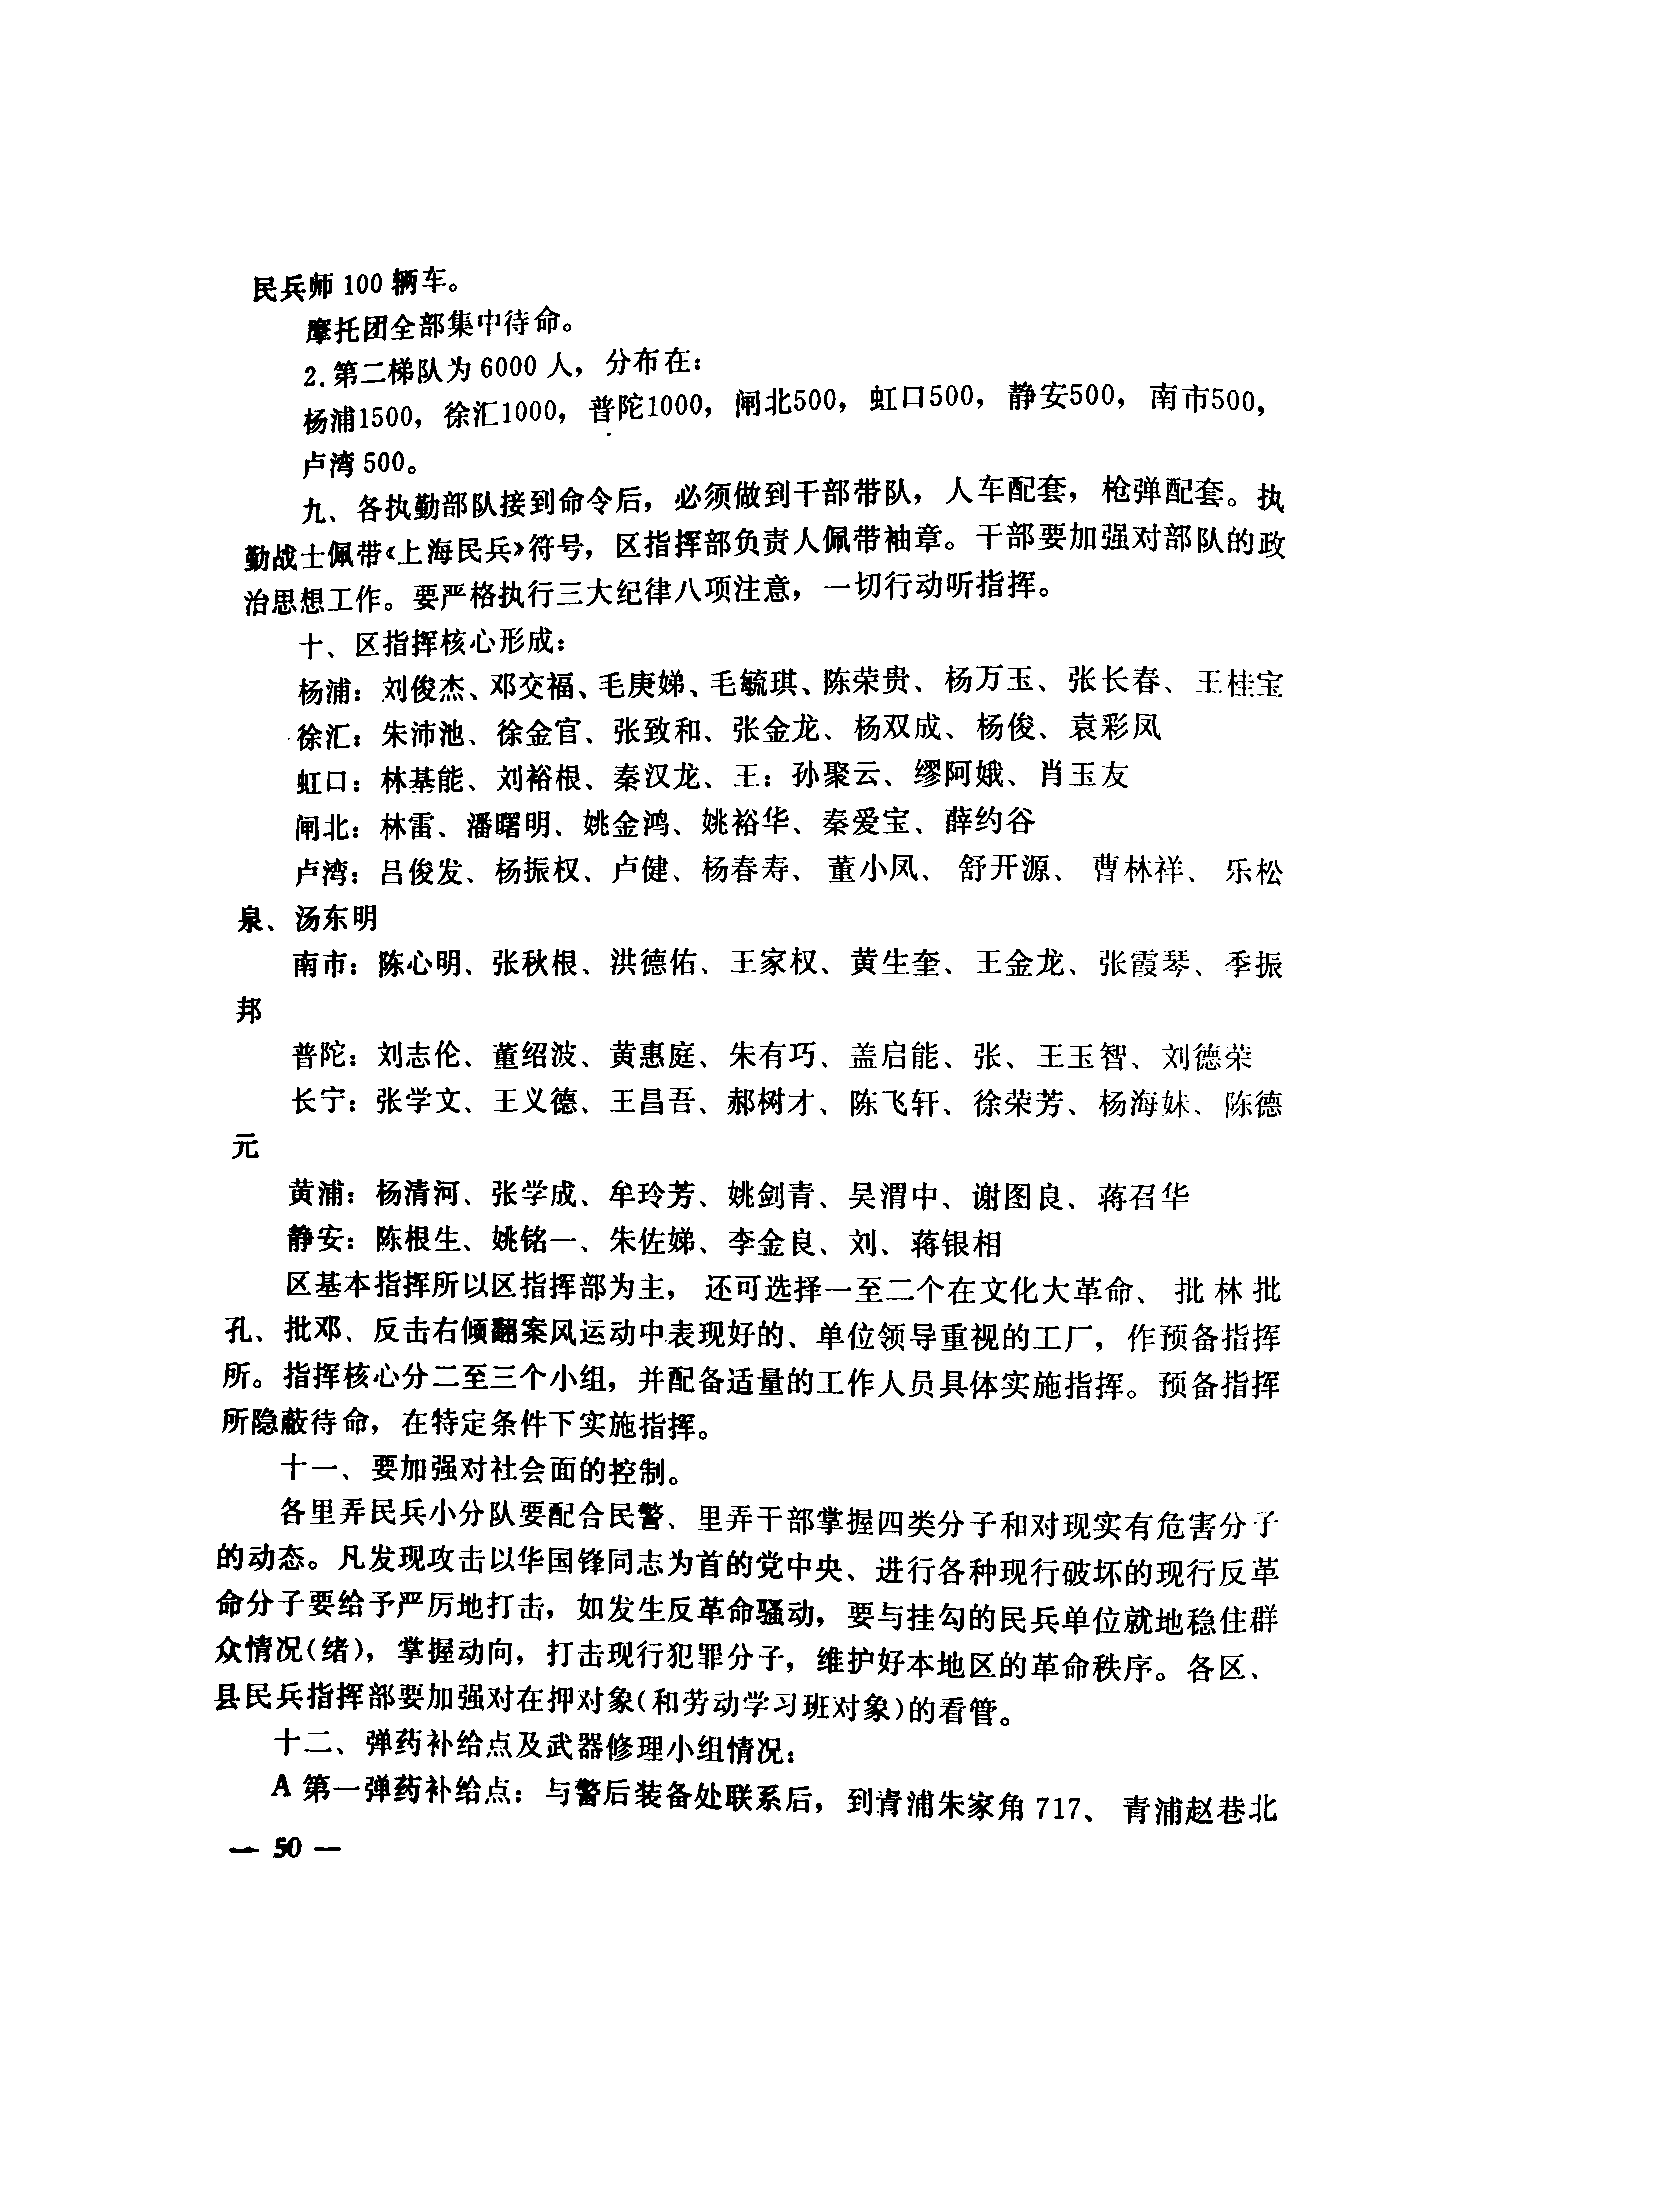 民兵师 100 辆车。
摩托团全部集中待命。
2.第二梯队为 6000 人，分布在：
杨浦1500，徐汇1000，普陀1000，闸北500，虹口500，静安500，南市500，
卢湾 500。
九、各执勤部队接到命令后，必须做到干部带队，人车配套，枪弹配套。执
勤战士佩带《上海民兵》符号，区指挥部负责人佩带袖章。干部要加强对部队的政
治思想工作。要严格执行三大纪律八项注意，一切行动听指挥。
十、区指挥核心形成：
杨浦：刘俊杰、邓交福、毛庚娣、毛毓琪、陈荣贵、杨万玉、张长春、王桂宝
徐汇：朱沛池、徐金官、张致和、张金龙、杨双成、杨俊、袁彩凤
虹口：林基能、刘裕根、秦汉龙、王：孙聚云、缪阿娥、肖玉友
闸北：林雷、潘曙明、姚金鸿、姚裕华、秦爱宝、薛约谷
卢湾：吕俊发、杨振权、卢健、杨春寿、董小凤、舒开源、曹林祥、乐松
泉、汤东明
南市：陈心明、张秋根、洪德佑、王家权、黄生奎、王金龙、张霞琴、季振
邦
普陀：刘志伦、董绍波、黄惠庭、朱有巧、盖启能、张、王玉智、刘德荣
长宁：张学文、王义德、王昌吾、郝树才、陈飞轩、徐荣芳、杨海妹、陈德
元
黄浦：杨清河、张学成、牟玲芳、姚剑青、吴渭中、谢图良、蒋召华
静安：陈根生、姚铭一、朱佐娣、李金良、刘、蒋银相
区基本指挥所以区指挥部为主，还可选择一至二个在文化大革命、批林批
孔、批邓、反击右倾翻案风运动中表现好的、单位领导重视的工厂，作预备指挥
所。指挥核心分二至三个小组，并配备适量的工作人员具体实施指挥。预备指挥
所隐蔽待命，在特定条件下实施指挥。
十一、要加强对社会面的控制。
各里弄民兵小分队要配合民警、里弄干部掌握四类分子和对现实有危害分子
的动态。凡发现攻击以华国锋同志为首的党中央、进行各种现行破坏的现行反革
命分子要给予严厉地打击，如发生反革命骚动，要与挂勾的民兵单位就地稳住群
众情况(绪)，掌握动向，打击现行犯罪分子，维护好本地区的革命秩序。各区、
县民兵指挥部要加强对在押对象(和劳动学习班对象)的看管。
十二、弹药补给点及武器修理小组情况：
A 第一弹药补给点：与警后装备处联系后，到青浦朱家角 717、青浦赵巷北
— 50 —